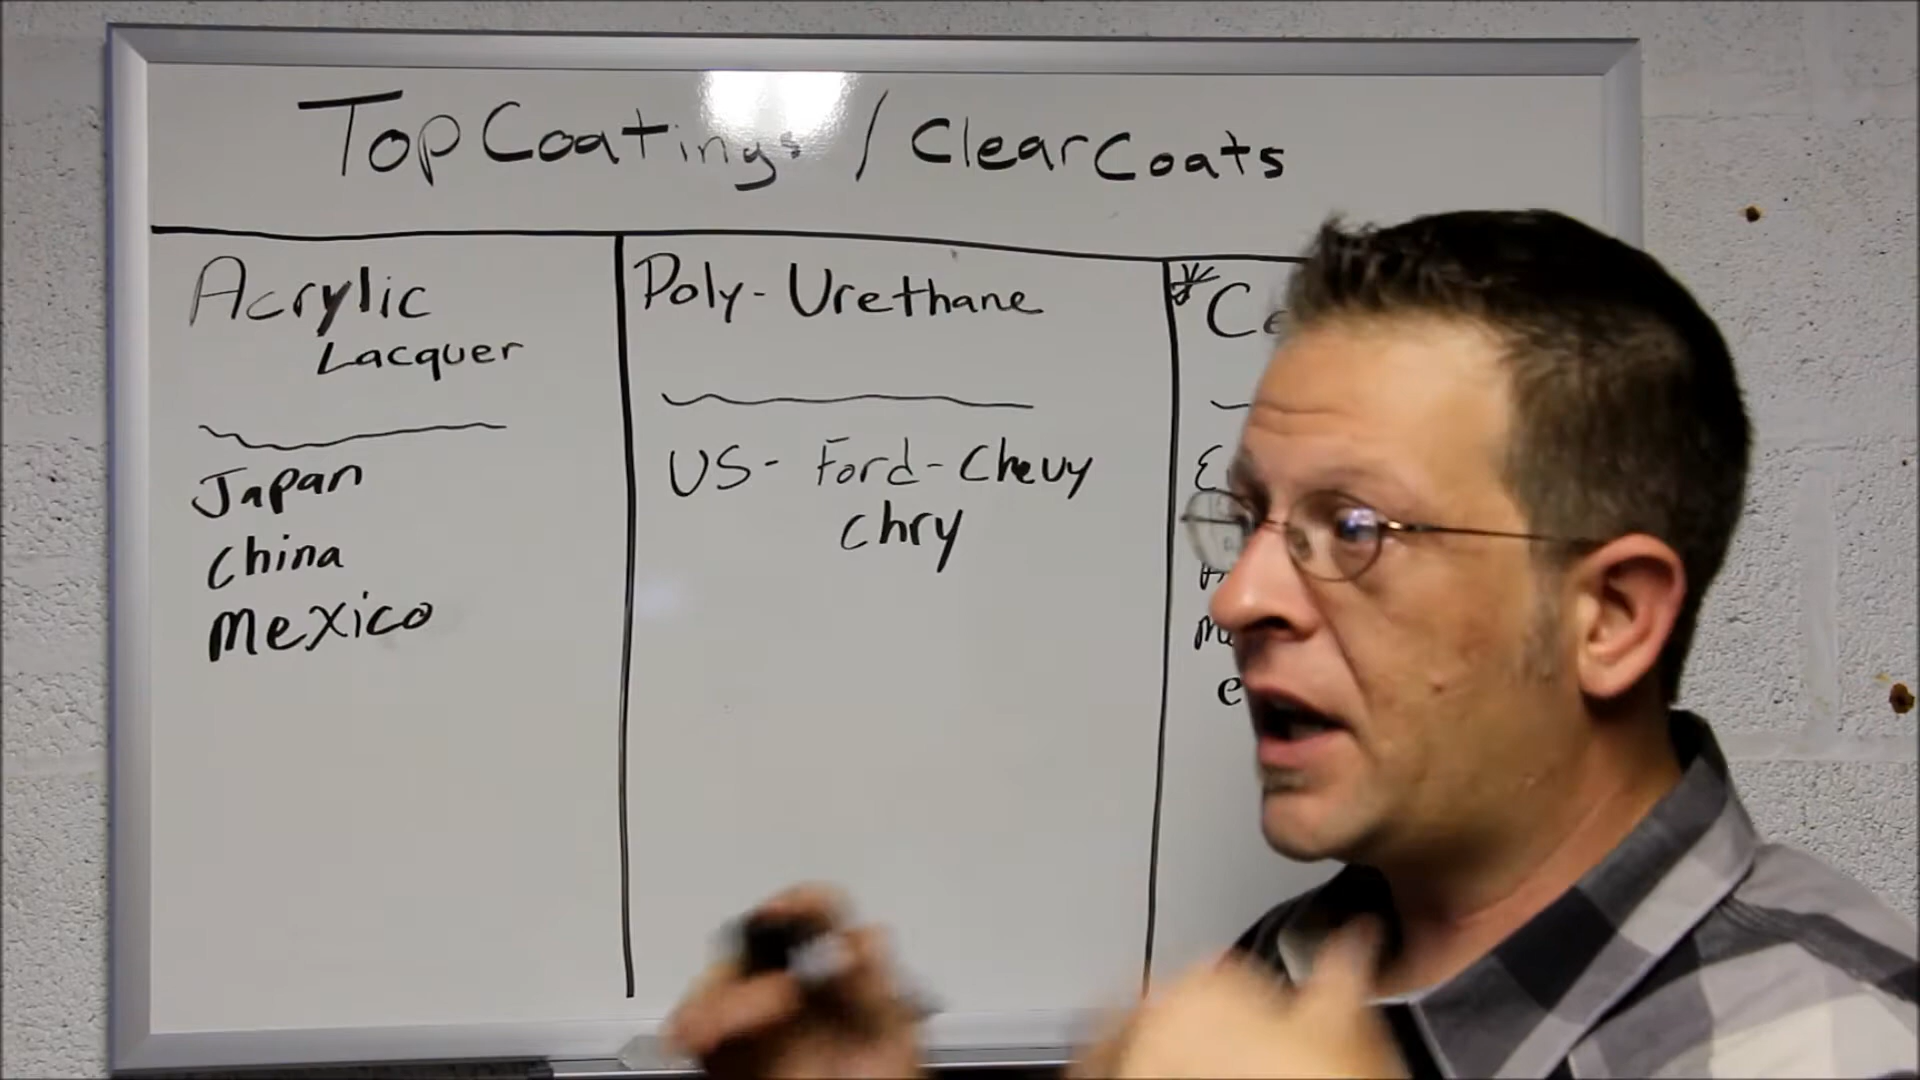 Top Coatings / Clear Coats
Acrylic
Lacquer
Japan
China
Mexico
Poly-Urethane
US- Ford-Chevy
Chry